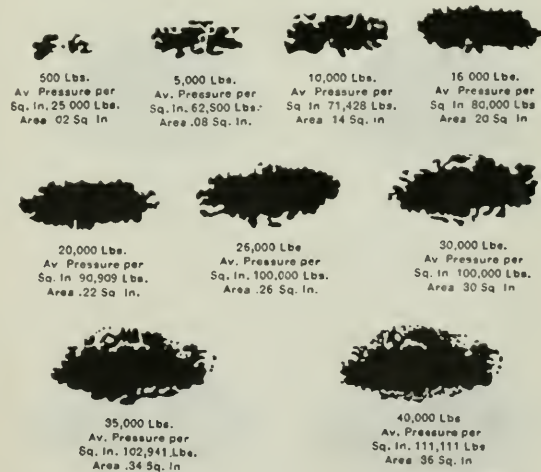 500 Lbs.
Av. Pressure per
Sq. In. 25 000 Lbs.
Area 02 Sq In
5,000 Lbs.
Av. Pressure per
Sq. In. 62,500 Lbs.
Area .08 Sq. In.
10,000 Lbs.
Av Pressure per
Sq In 71,428 Lbs.
Area 14 Sq. in
16 000 Lbs
Av. Pressure per
Sq In 80,000 Lbs
Area 20 Sq In
20,000 Lbs.
Av. Pressure per
Sq. In 90,909 Lbs.
Area .22 Sq In.
26,000 Lbs.
Av. Pressure per
Sq. In. 100,000 Lbs.
Area .26 Sq. In.
30,000 Lbs.
Av. Pressure per
Sq In. 100,000 Lbs.
Area 30 Sq In
35,000 Lbs.
Av. Pressure per
Sq. In. 102,941 Lbs.
Area .34 Sq. In
40,000 Lbs.
Av. Pressure per
Sq. In. 111,111 Lbs
Area 36 Sq. In